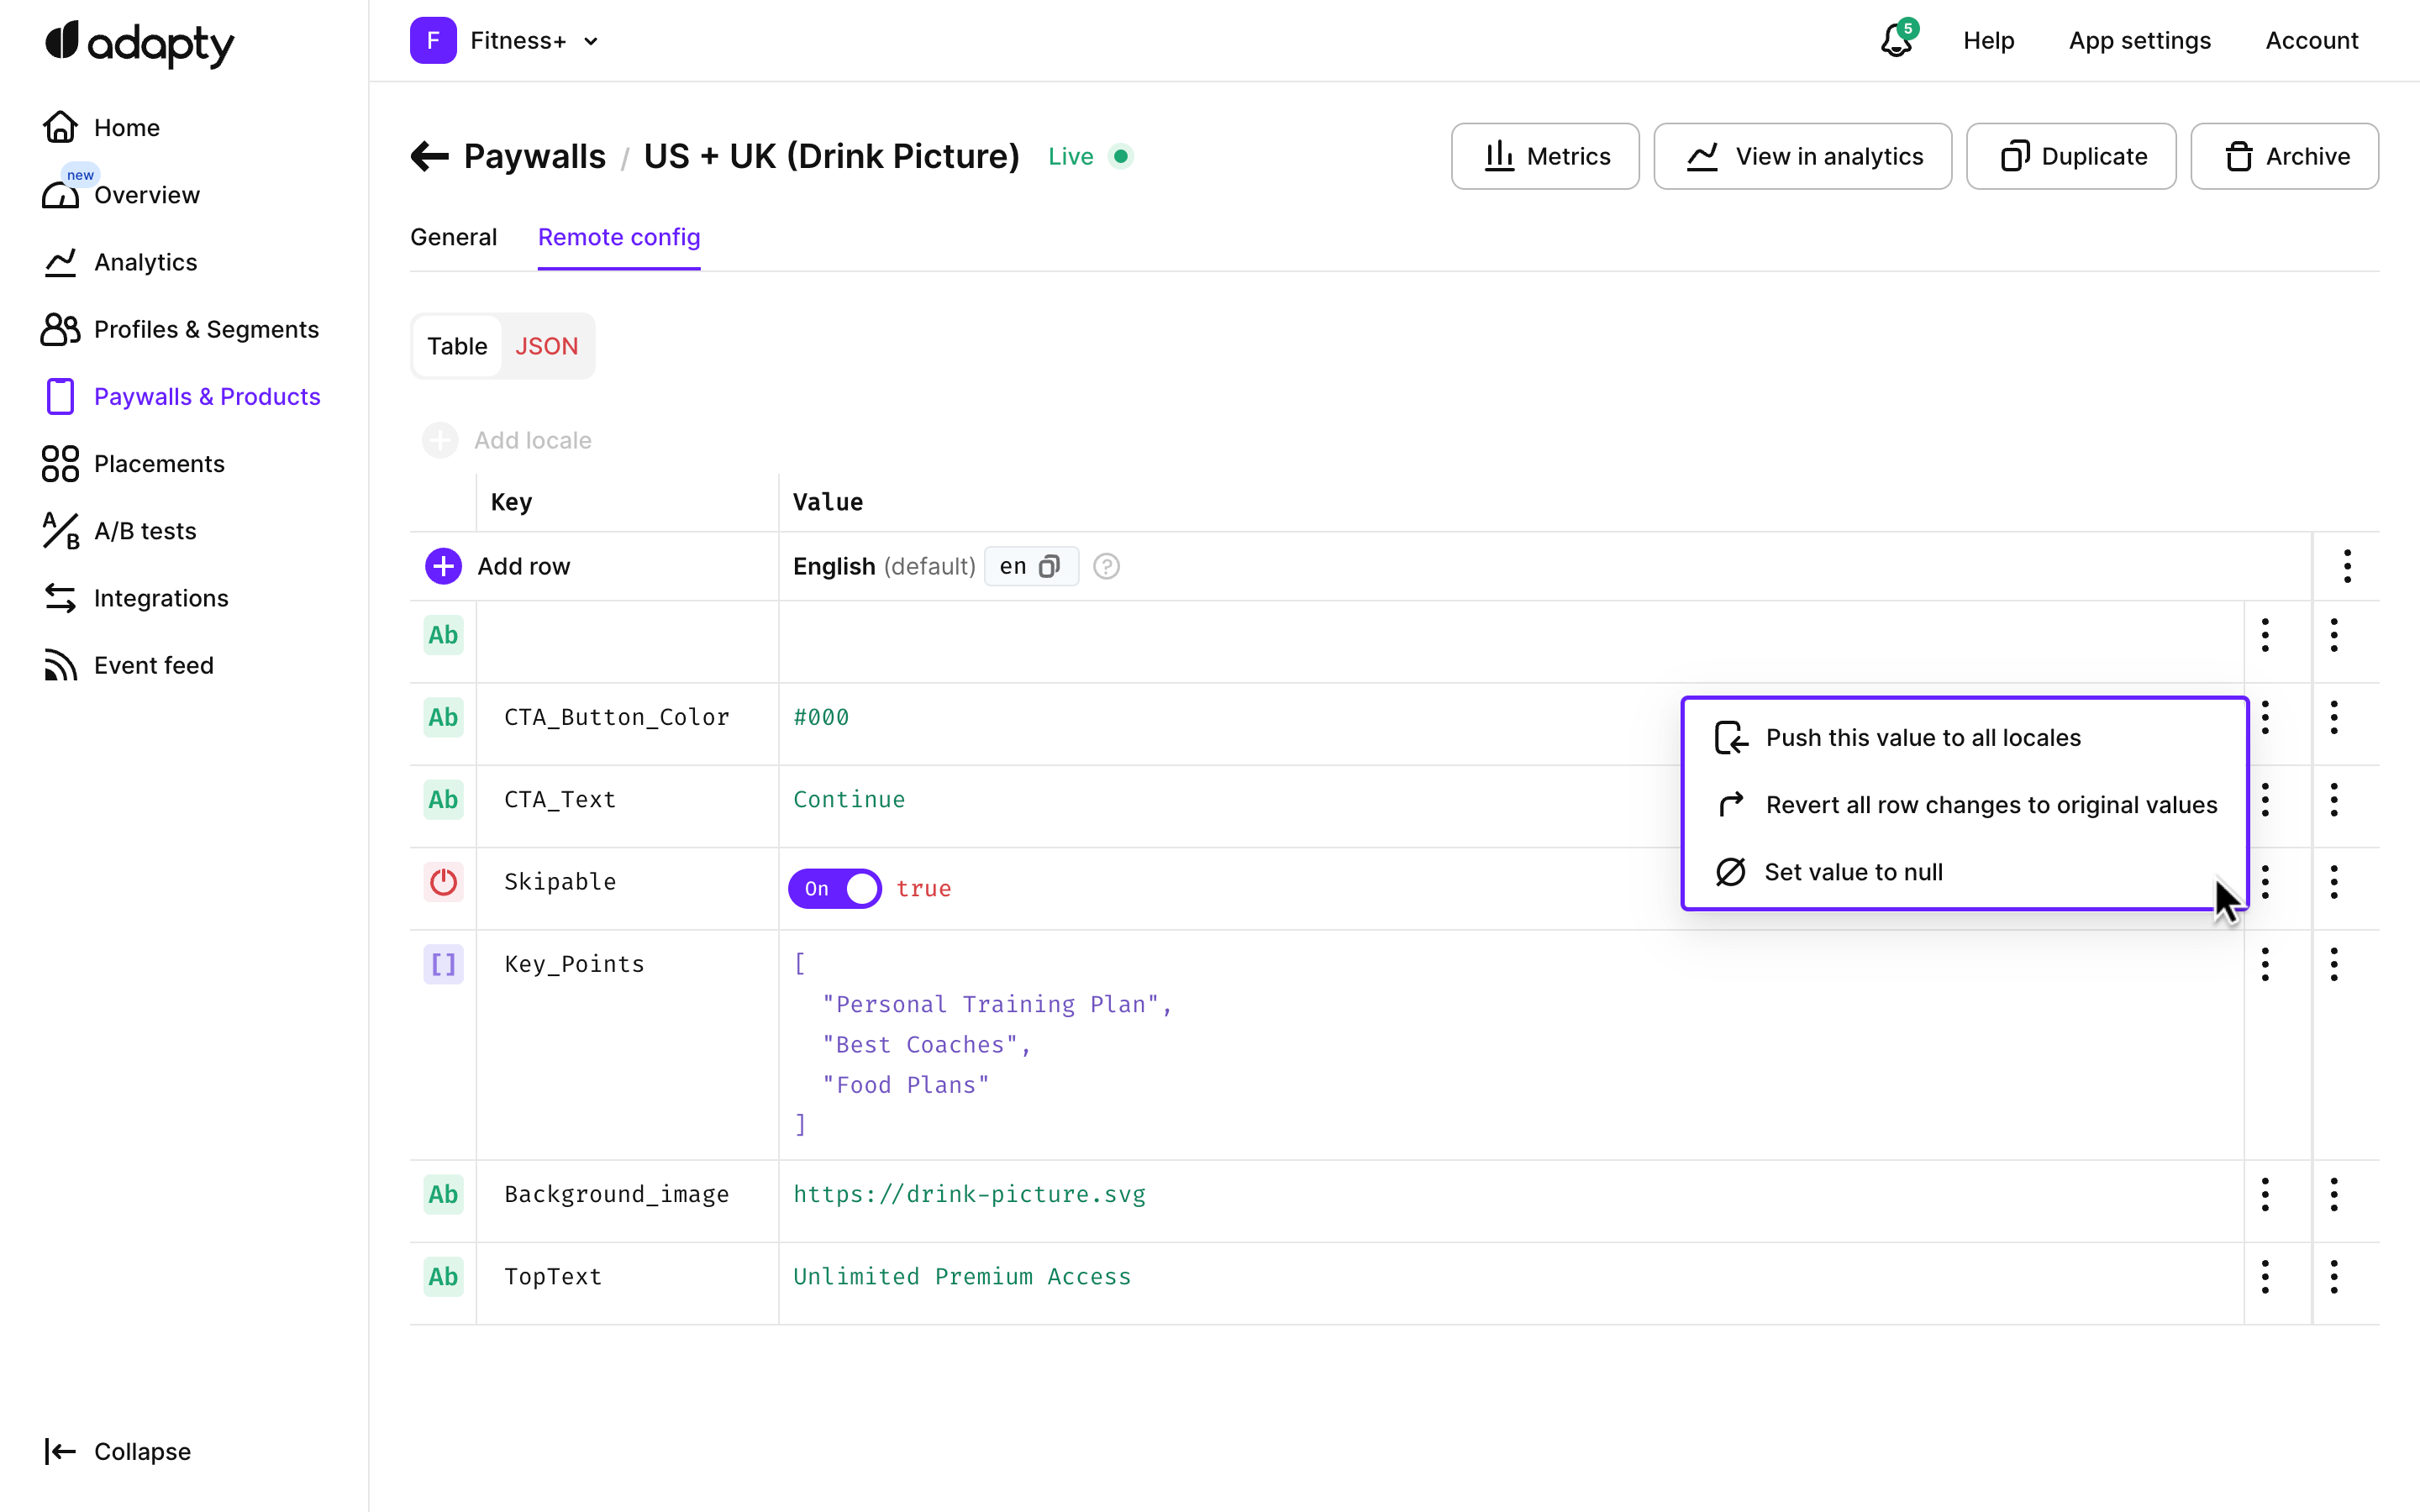 adapty
F Fitness+
5
Help
App settings
Account
Home
new
Overview
Analytics
Profiles & Segments
Paywalls & Products
Placements
A/B tests
Integrations
Event feed
Collapse
Paywalls / US + UK (Drink Picture) Live
Metrics
View in analytics
Duplicate
Archive
General
Remote config
Table
JSON
Add locale
Key
Value
Add row
English (default) en ?
Ab
Ab CTA_Button_Color #000
Ab CTA_Text Continue
Skipable On true
[] Key_Points [
"Personal Training Plan",
"Best Coaches",
"Food Plans"
]
Ab Background_image https://drink-picture.svg
Ab TopText Unlimited Premium Access
Push this value to all locales
Revert all row changes to original values
Set value to null